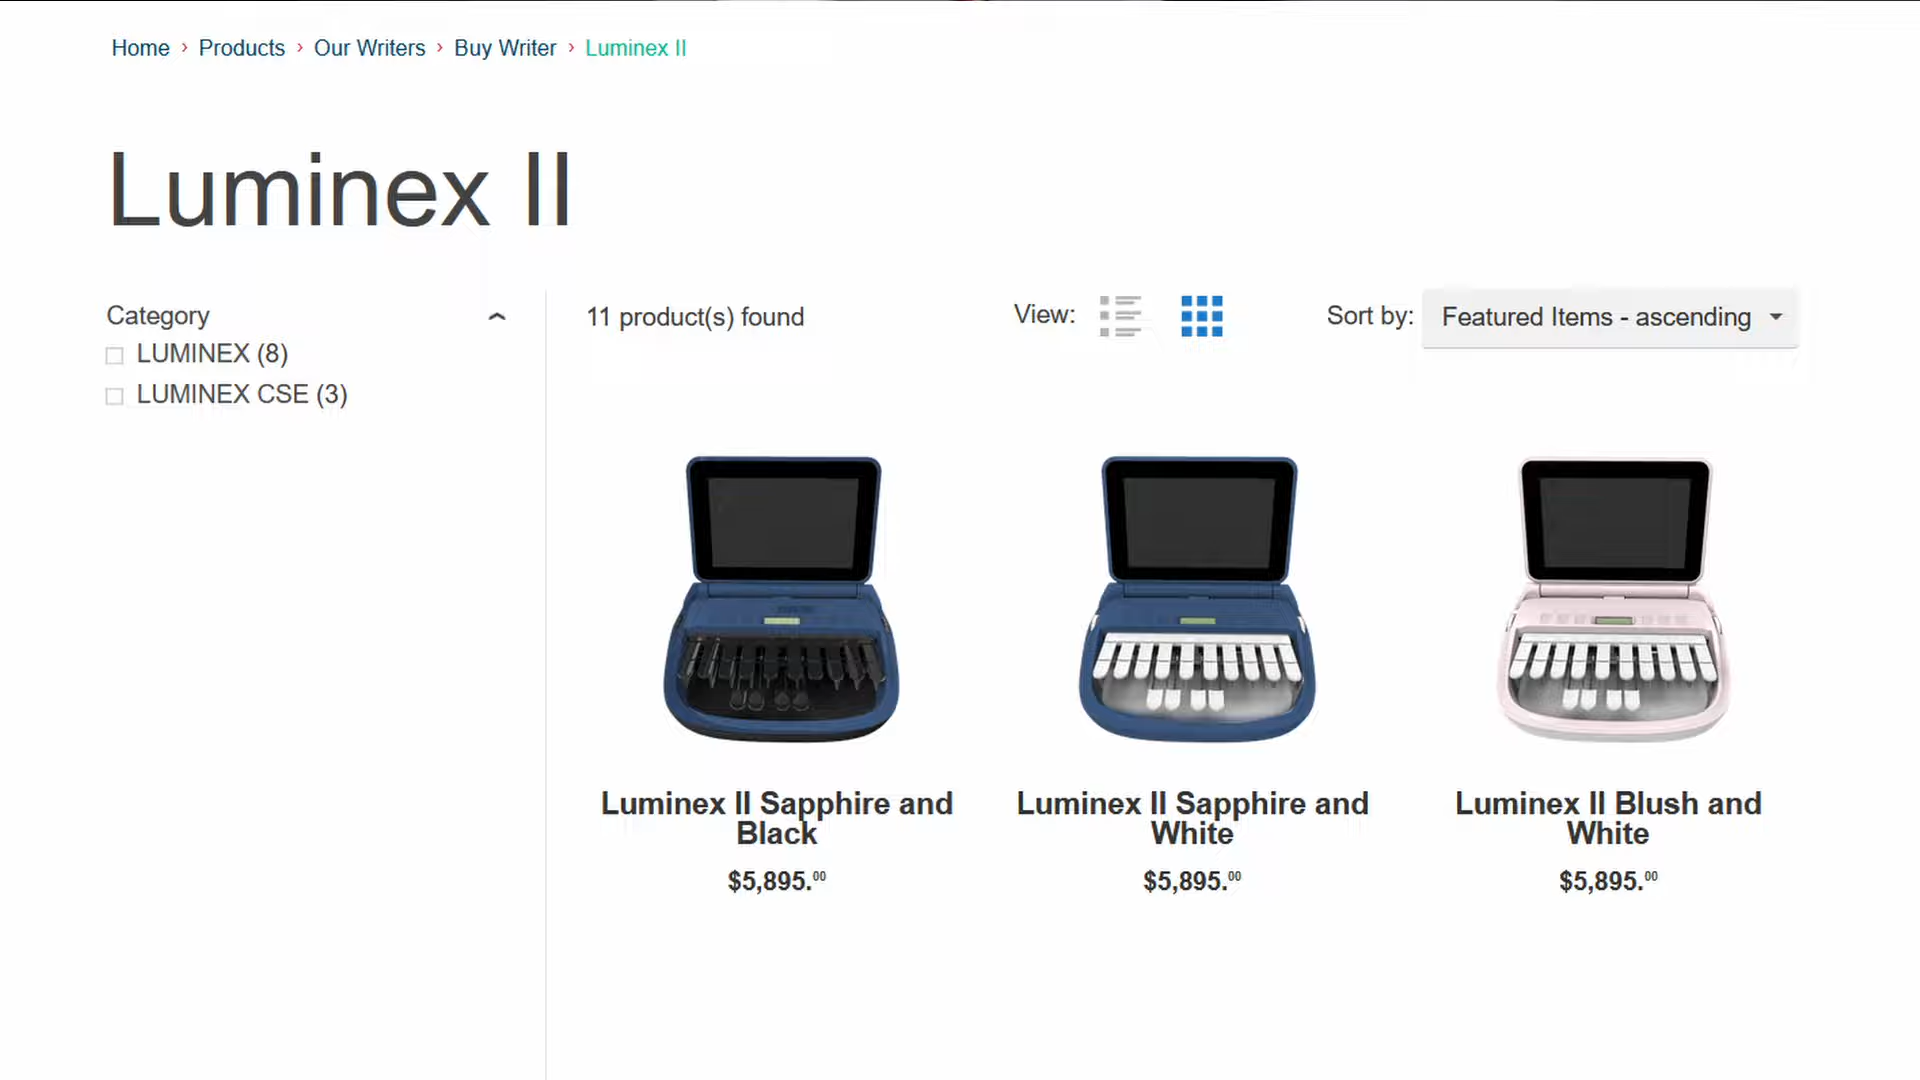 Home › Products › Our Writers › Buy Writer › Luminex II
Luminex II
Category
LUMINEX (8)
LUMINEX CSE (3)
11 product(s) found
View:
Sort by: Featured Items - ascending
Luminex II Sapphire and
Black
$5,895.00
Luminex II Sapphire and
White
$5,895.00
Luminex II Blush and
White
$5,895.00